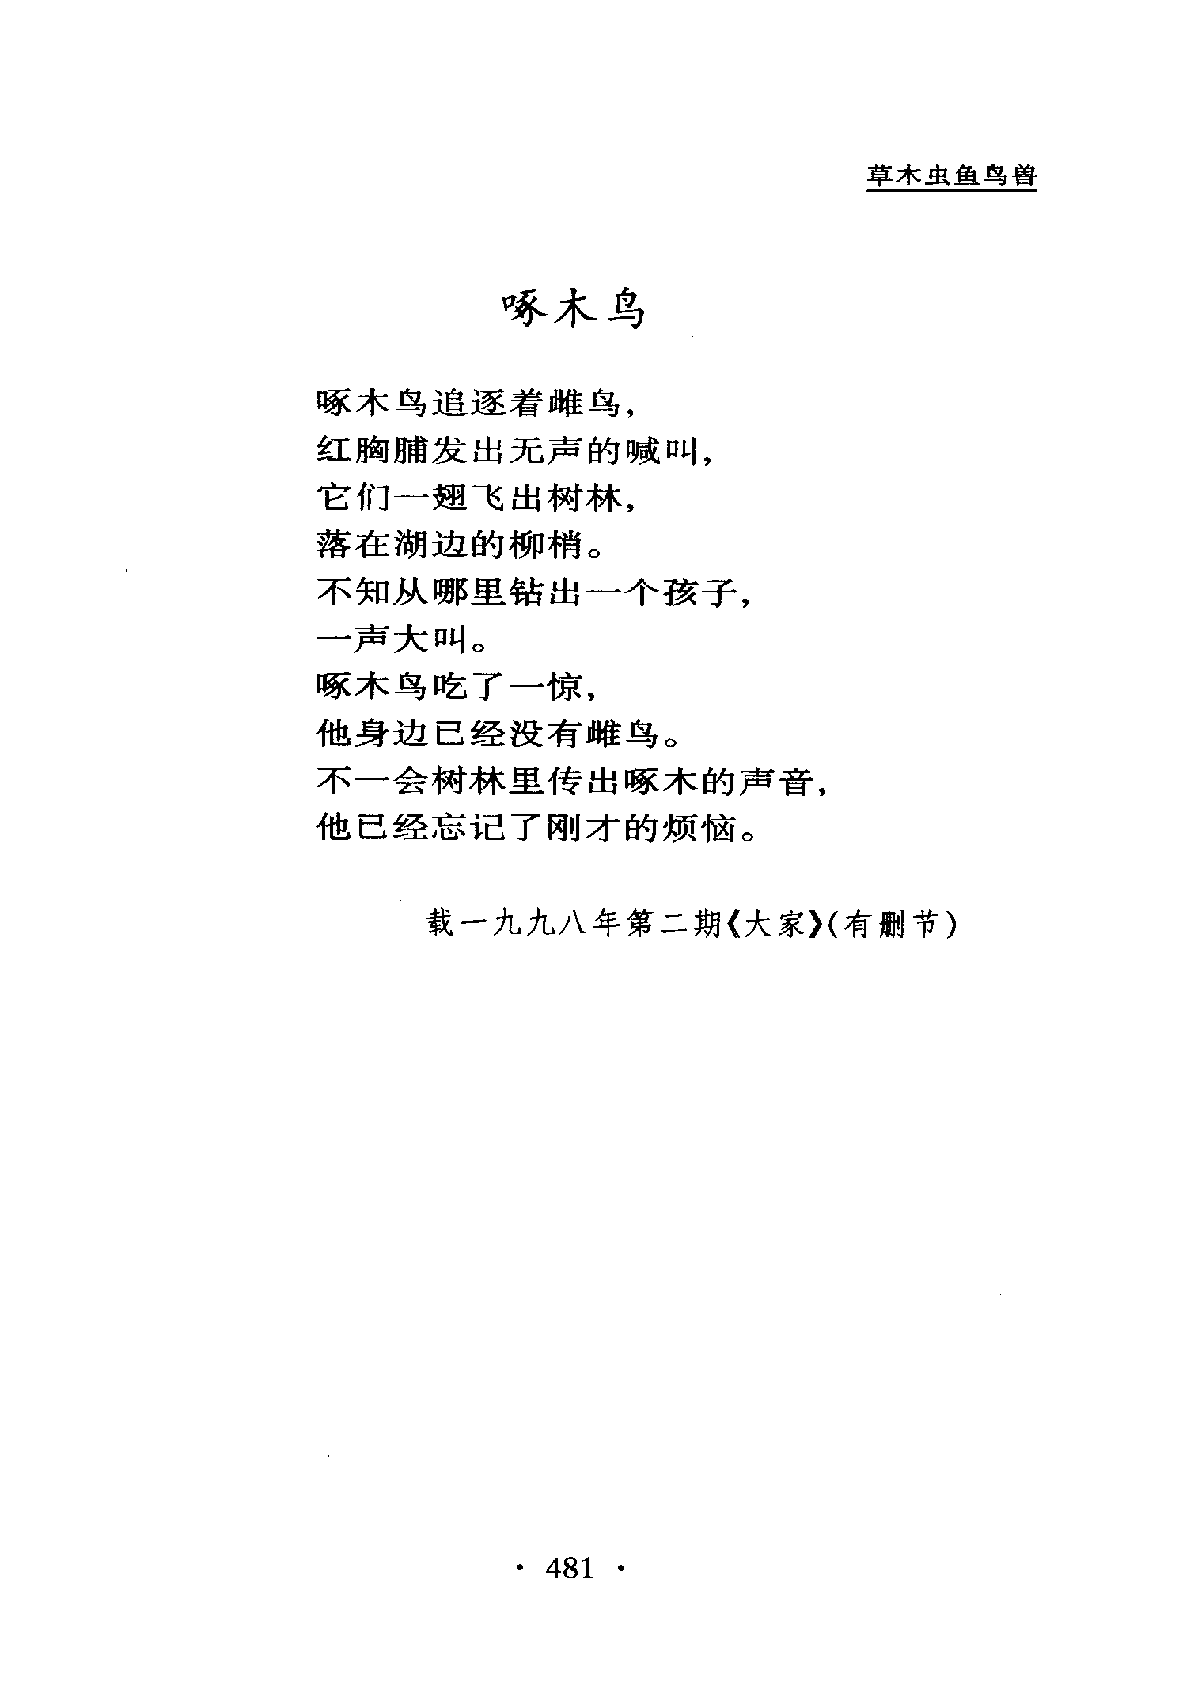 草木虫鱼鸟兽
啄木鸟
啄木鸟追逐着雌鸟，
红胸脯发出无声的喊叫，
它们一翅飞出树林，
落在湖边的柳梢。
不知从哪里钻出一个孩子，
一声大叫。
啄木鸟吃了一惊，
他身边已经没有雌鸟。
不一会树林里传出啄木的声音，
他已经忘记了刚才的烦恼。
载一九九八年第二期《大家》(有删节)
· 481 ·